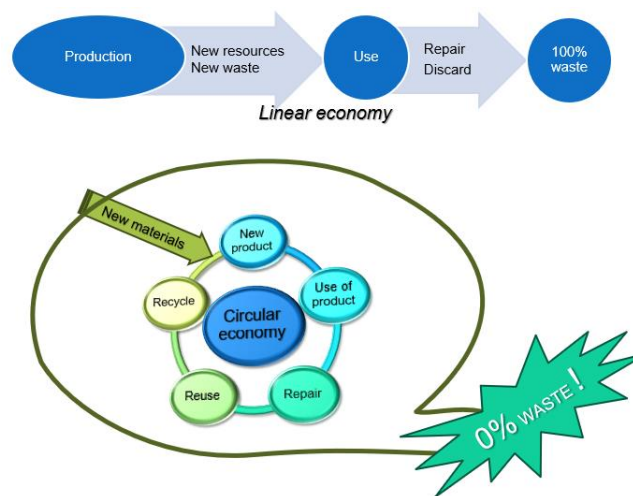 Production
New resources
New waste
Use
Repair
Discard
100%
waste
Linear economy
New materials
New
product
Use of
product
Recycle
Circular
economy
Reuse
Repair
0% WASTE!